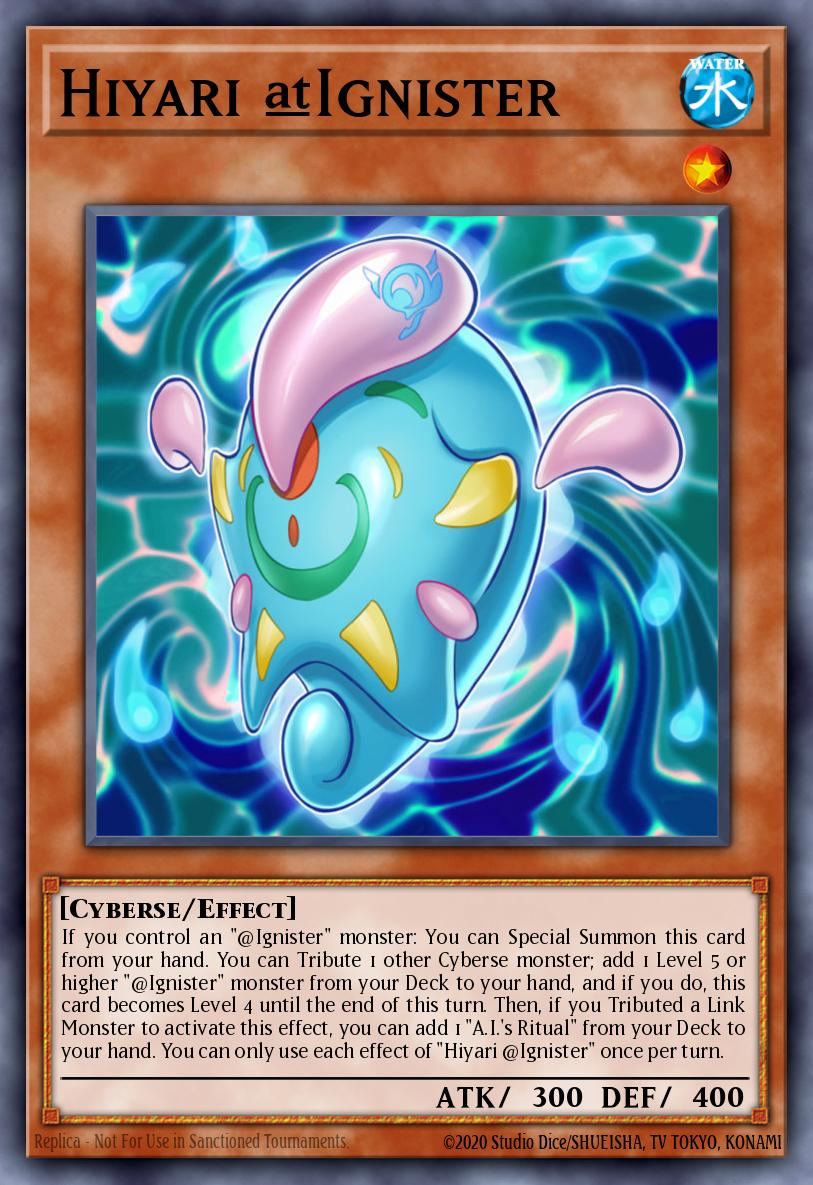 Hiyari atIgnister
WATER
水
[Cyberse/Effect]
If you control an "@Ignister" monster: You can Special Summon this card
from your hand. You can Tribute 1 other Cyberse monster; add 1 Level 5 or
higher "@Ignister" monster from your Deck to your hand, and if you do, this
card becomes Level 4 until the end of this turn. Then, if you Tributed a Link
Monster to activate this effect, you can add 1 "A.I.'s Ritual" from your Deck to
your hand. You can only use each effect of "Hiyari @Ignister" once per turn.
ATK/ 300 DEF/ 400
Replica - Not For Use in Sanctioned Tournaments.
©2020 Studio Dice/SHUEISHA, TV TOKYO, KONAMI